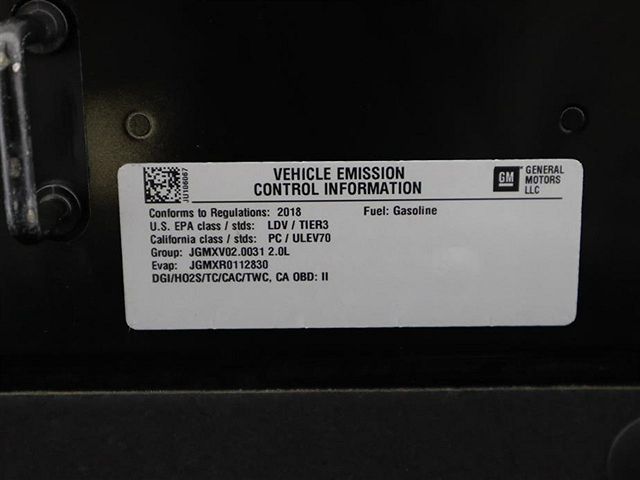 JU106067
VEHICLE EMISSION
CONTROL INFORMATION
GM
GENERAL
MOTORS
LLC
Conforms to Regulations: 2018 Fuel: Gasoline
U.S. EPA class / stds: LDV / TIER3
California class / stds: PC / ULEV70
Group: JGMXV02.0031 2.0L
Evap: JGMXR0112830
DGI/HO2S/TC/CAC/TWC, CA OBD: II